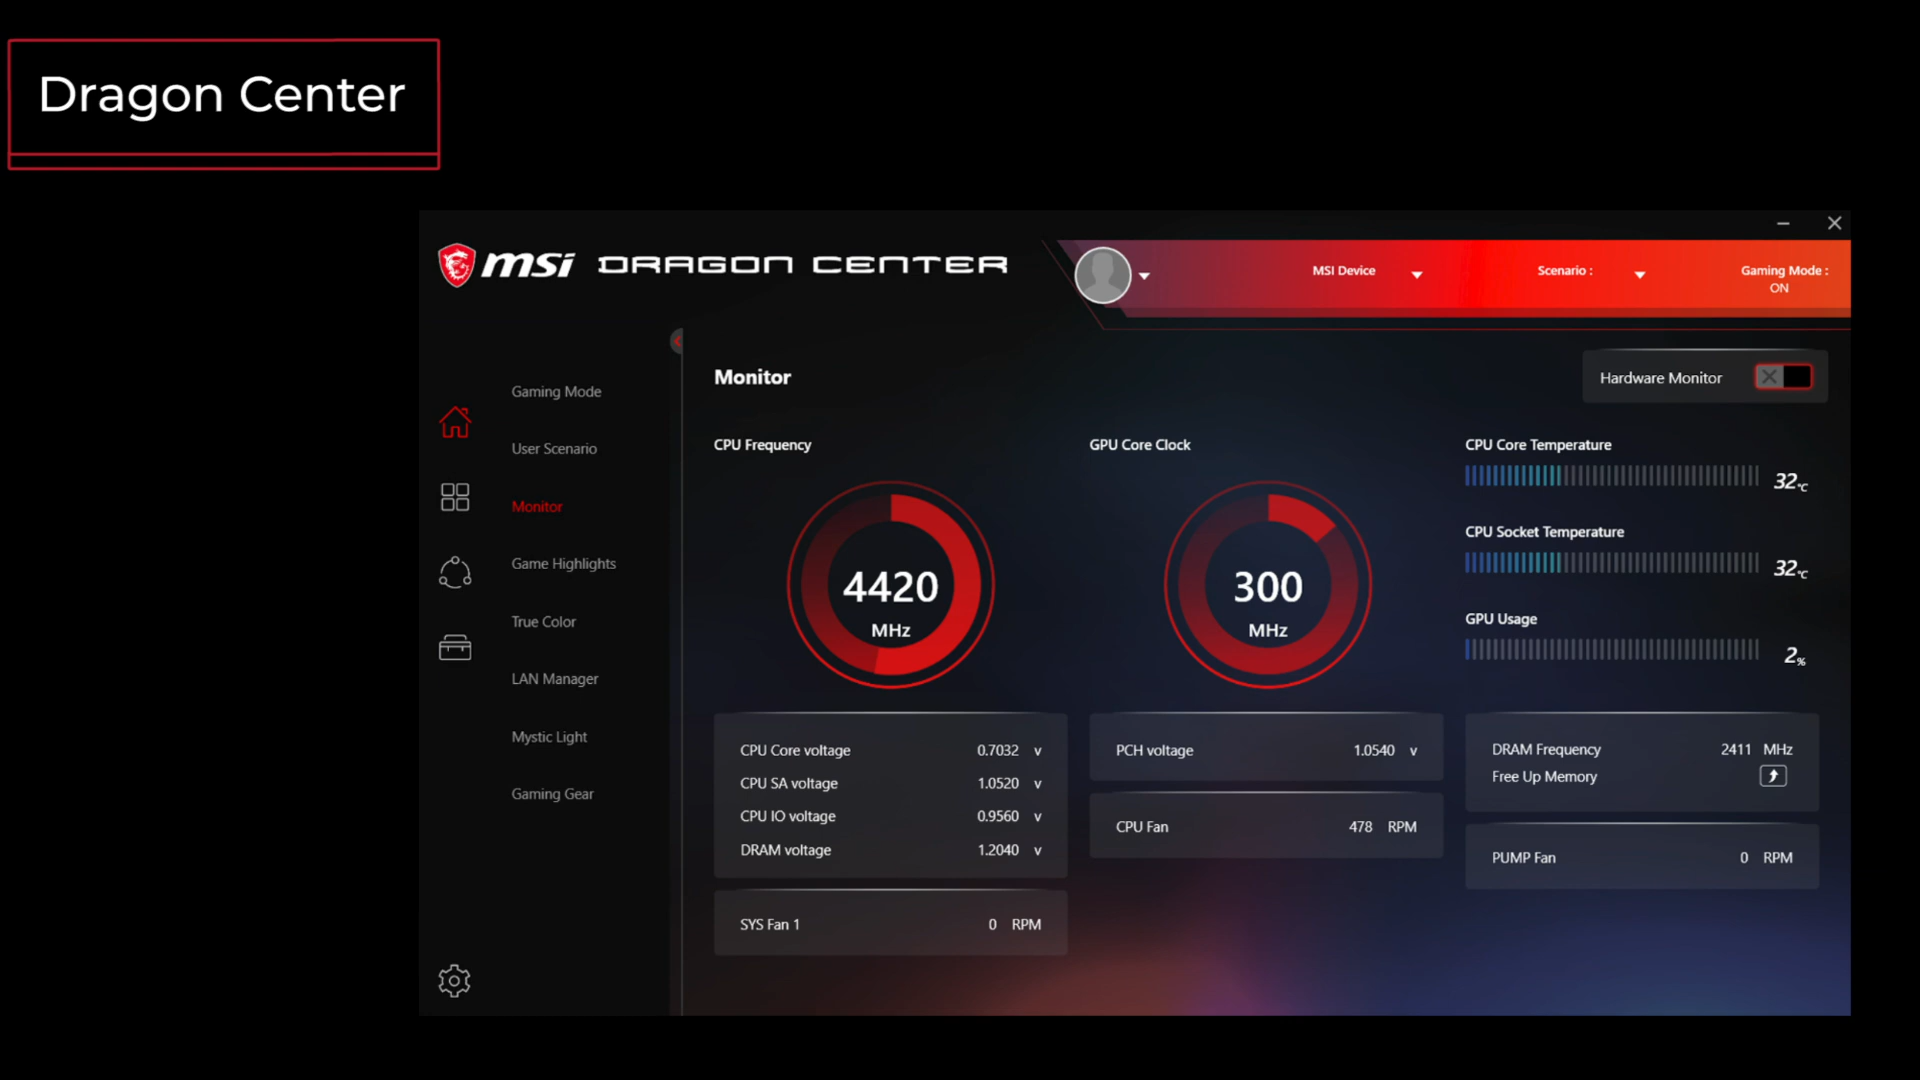 Dragon Center
msi DRAGON CENTER
MSI Device
Scenario :
Gaming Mode :
ON
Gaming Mode
User Scenario
Monitor
Game Highlights
True Color
LAN Manager
Mystic Light
Gaming Gear
Monitor
Hardware Monitor
CPU Frequency
4420
MHz
GPU Core Clock
300
MHz
CPU Core Temperature
32°C
CPU Socket Temperature
32°C
GPU Usage
2%
CPU Core voltage 0.7032 v
CPU SA voltage 1.0520 v
CPU IO voltage 0.9560 v
DRAM voltage 1.2040 v
SYS Fan 1 0 RPM
PCH voltage 1.0540 v
CPU Fan 478 RPM
DRAM Frequency 2411 MHz
Free Up Memory
PUMP Fan 0 RPM